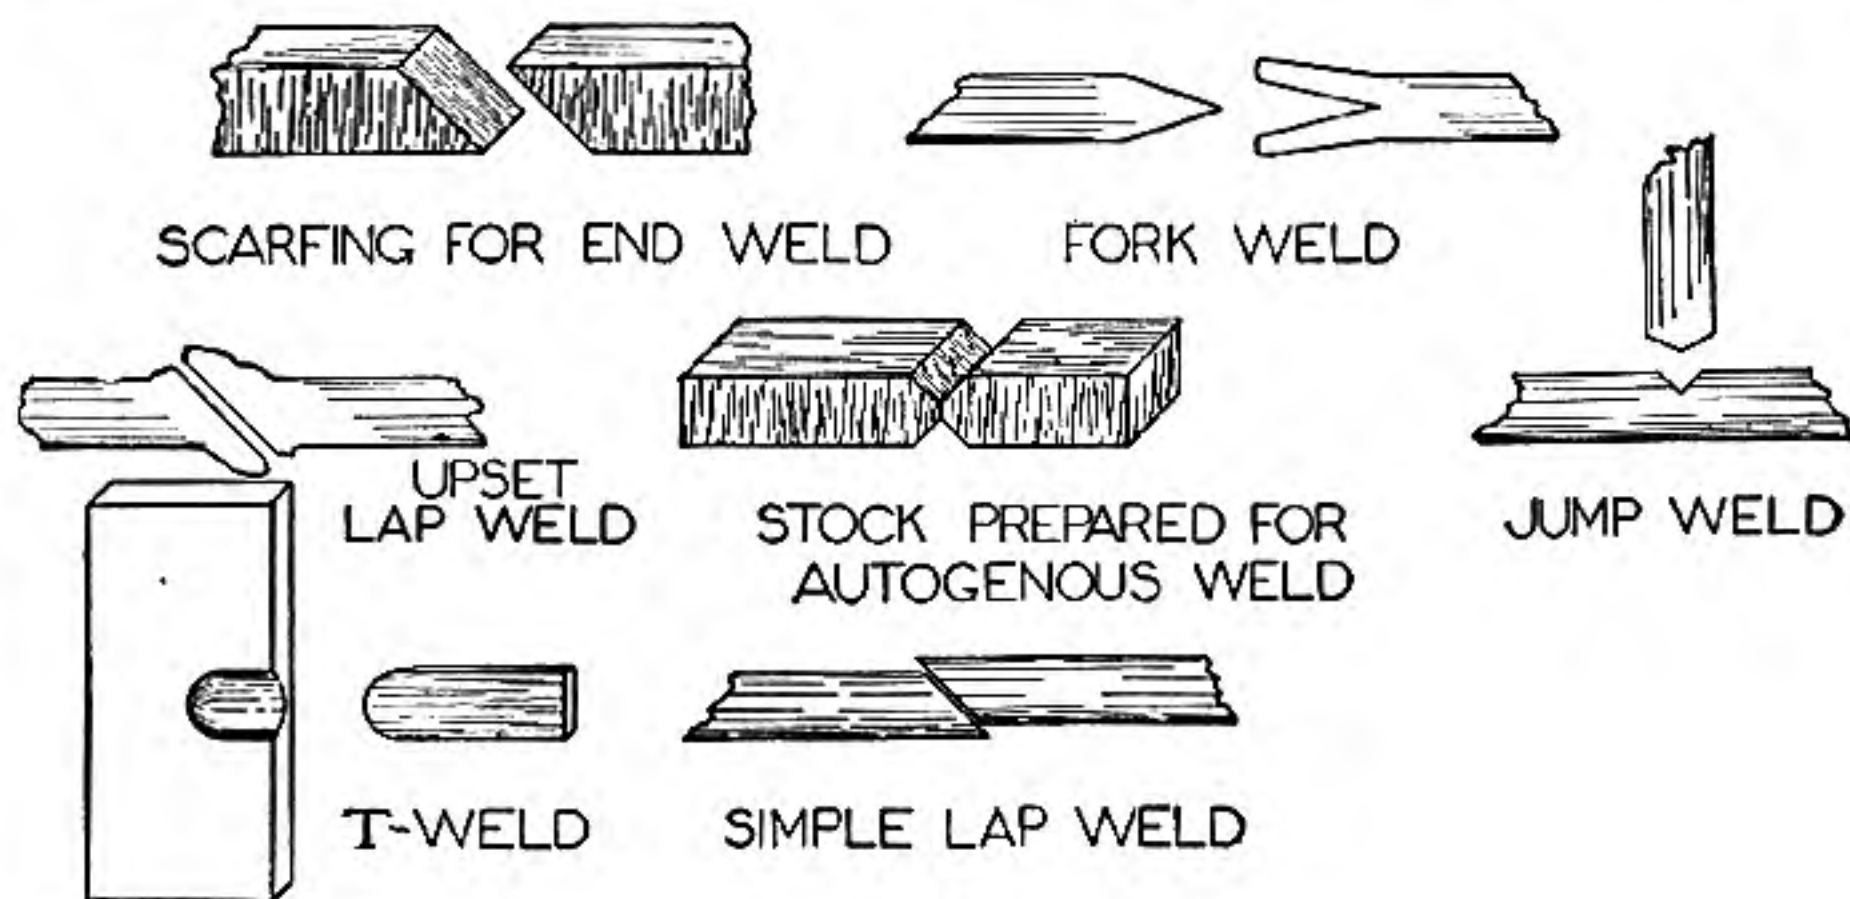 SCARFING FOR END WELD
FORK WELD
UPSET
LAP WELD
STOCK PREPARED FOR
AUTOGENOUS WELD
JUMP WELD
T-WELD
SIMPLE LAP WELD